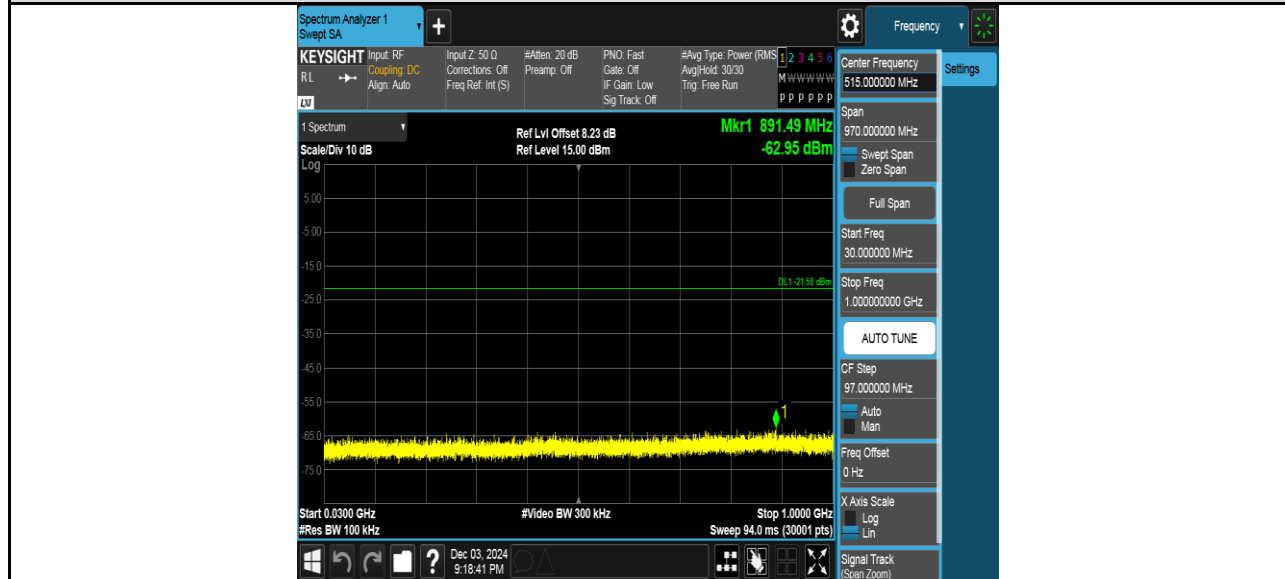 Spectrum Analyzer 1
Swept SA
+
Frequency
KEYSIGHT
RL
LXI
Input: RF
Coupling: DC
Align: Auto
Input Z: 50 Ω
Corrections: Off
Freq Ref: Int (S)
#Atten: 20 dB
Preamp: Off
PNO: Fast
Gate: Off
IF Gain: Low
Sig Track: Off
#Avg Type: Power (RMS
Avg|Hold: 30/30
Trig: Free Run
1 2 3 4 5 6
M W W W W W
P P P P P P
1 Spectrum
Scale/Div 10 dB
Log
Ref Lvl Offset 8.23 dB
Ref Level 15.00 dBm
Mkr1 891.49 MHz
-62.95 dBm
5.00
-5.00
-15.0
-25.0
-35.0
-45.0
-55.0
-65.0
-75.0
DL1 -21.58 dBm
1
Start 0.0300 GHz
#Res BW 100 kHz
#Video BW 300 kHz
Stop 1.0000 GHz
Sweep 94.0 ms (30001 pts)
?
Dec 03, 2024
9:18:41 PM
Center Frequency
515.000000 MHz
Span
970.000000 MHz
Swept Span
Zero Span
Full Span
Start Freq
30.000000 MHz
Stop Freq
1.000000000 GHz
AUTO TUNE
CF Step
97.000000 MHz
Auto
Man
Freq Offset
0 Hz
X Axis Scale
Log
Lin
Signal Track
(Span Zoom)
Settings